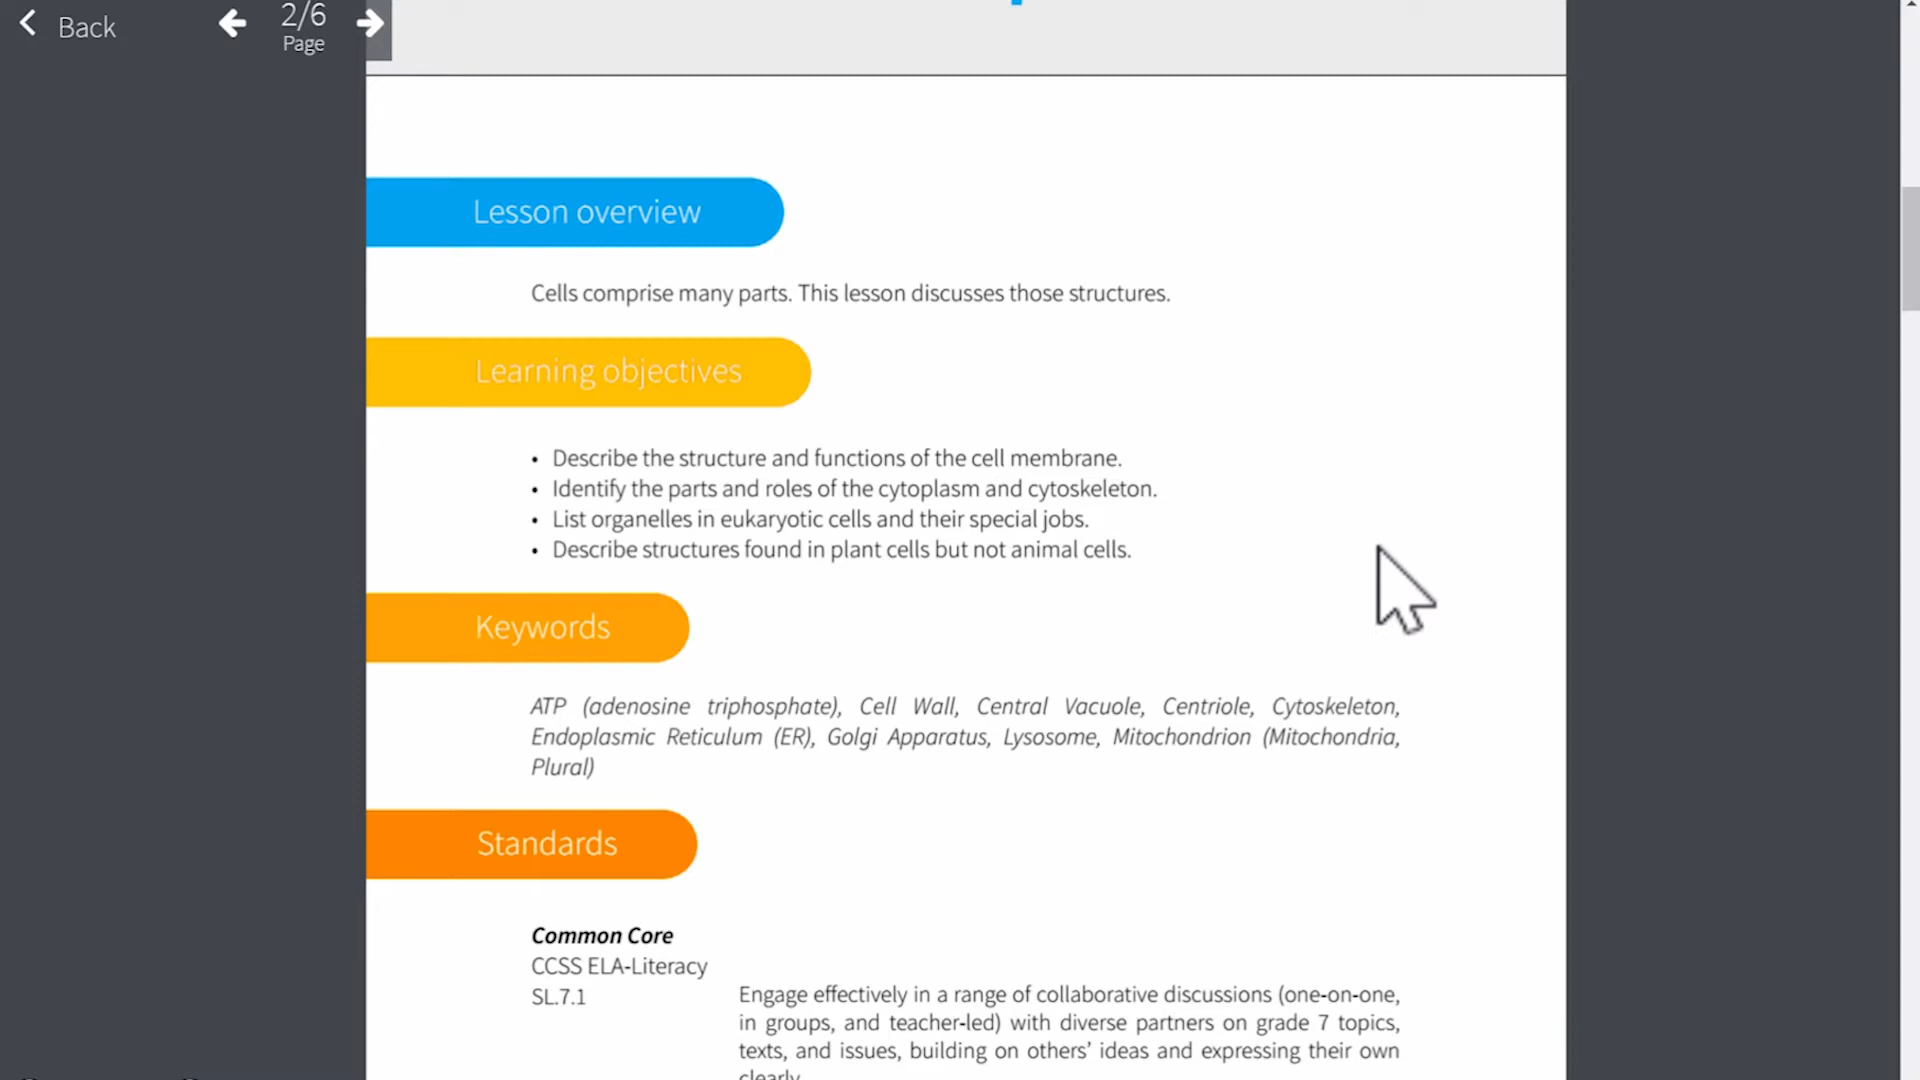 Back
2/6
Page
Lesson overview
Cells comprise many parts. This lesson discusses those structures.
Learning objectives
• Describe the structure and functions of the cell membrane.
• Identify the parts and roles of the cytoplasm and cytoskeleton.
• List organelles in eukaryotic cells and their special jobs.
• Describe structures found in plant cells but not animal cells.
Keywords
ATP (adenosine triphosphate), Cell Wall, Central Vacuole, Centriole, Cytoskeleton,
Endoplasmic Reticulum (ER), Golgi Apparatus, Lysosome, Mitochondrion (Mitochondria,
Plural)
Standards
Common Core
CCSS ELA-Literacy
SL.7.1
Engage effectively in a range of collaborative discussions (one-on-one,
in groups, and teacher-led) with diverse partners on grade 7 topics,
texts, and issues, building on others' ideas and expressing their own
clearly.